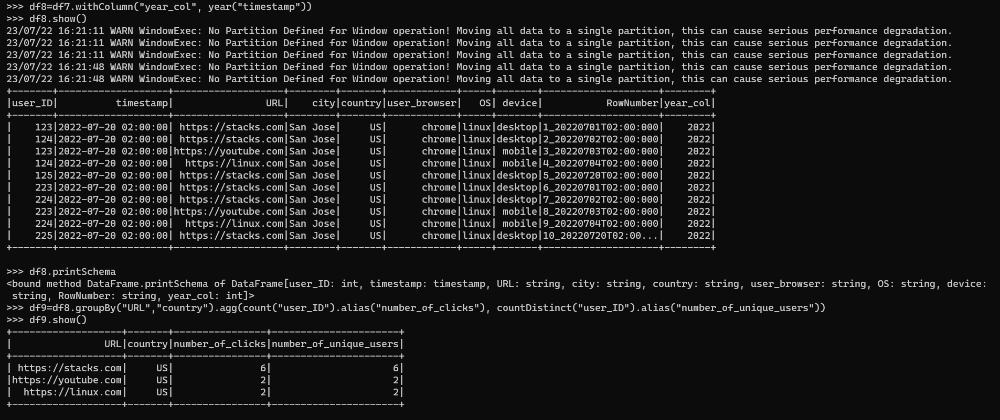 >>> df8=df7.withColumn("year_col", year("timestamp"))
>>> df8.show()
23/07/22 16:21:11 WARN WindowExec: No Partition Defined for Window operation! Moving all data to a single partition, this can cause serious performance degradation.
23/07/22 16:21:11 WARN WindowExec: No Partition Defined for Window operation! Moving all data to a single partition, this can cause serious performance degradation.
23/07/22 16:21:11 WARN WindowExec: No Partition Defined for Window operation! Moving all data to a single partition, this can cause serious performance degradation.
23/07/22 16:21:48 WARN WindowExec: No Partition Defined for Window operation! Moving all data to a single partition, this can cause serious performance degradation.
23/07/22 16:21:48 WARN WindowExec: No Partition Defined for Window operation! Moving all data to a single partition, this can cause serious performance degradation.
+-------+-------------------+-------------------+--------+-------+------------+-----+-------+--------------------+--------+
|user_ID|          timestamp|                URL|    city|country|user_browser|   OS| device|           RowNumber|year_col|
+-------+-------------------+-------------------+--------+-------+------------+-----+-------+--------------------+--------+
|    123|2022-07-20 02:00:00| https://stacks.com|San Jose|     US|      chrome|linux|desktop|1_20220701T02:00:000|    2022|
|    124|2022-07-20 02:00:00| https://stacks.com|San Jose|     US|      chrome|linux|desktop|2_20220702T02:00:000|    2022|
|    123|2022-07-20 02:00:00|https://youtube.com|San Jose|     US|      chrome|linux| mobile|3_20220703T02:00:000|    2022|
|    124|2022-07-20 02:00:00|  https://linux.com|San Jose|     US|      chrome|linux| mobile|4_20220704T02:00:000|    2022|
|    125|2022-07-20 02:00:00| https://stacks.com|San Jose|     US|      chrome|linux|desktop|5_20220720T02:00:000|    2022|
|    223|2022-07-20 02:00:00| https://stacks.com|San Jose|     US|      chrome|linux|desktop|6_20220701T02:00:000|    2022|
|    224|2022-07-20 02:00:00| https://stacks.com|San Jose|     US|      chrome|linux|desktop|7_20220702T02:00:000|    2022|
|    223|2022-07-20 02:00:00|https://youtube.com|San Jose|     US|      chrome|linux| mobile|8_20220703T02:00:000|    2022|
|    224|2022-07-20 02:00:00|  https://linux.com|San Jose|     US|      chrome|linux| mobile|9_20220704T02:00:000|    2022|
|    225|2022-07-20 02:00:00| https://stacks.com|San Jose|     US|      chrome|linux|desktop|10_20220720T02:00...|    2022|
+-------+-------------------+-------------------+--------+-------+------------+-----+-------+--------------------+--------+
>>> df8.printSchema
<bound method DataFrame.printSchema of DataFrame[user_ID: int, timestamp: timestamp, URL: string, city: string, country: string, user_browser: string, OS: string, device:
 string, RowNumber: string, year_col: int]>
>>> df9=df8.groupBy("URL","country").agg(count("user_ID").alias("number_of_clicks"), countDistinct("user_ID").alias("number_of_unique_users"))
>>> df9.show()
+-------------------+-------+----------------+----------------------+
|                URL|country|number_of_clicks|number_of_unique_users|
+-------------------+-------+----------------+----------------------+
| https://stacks.com|     US|               6|                     6|
|https://youtube.com|     US|               2|                     2|
|  https://linux.com|     US|               2|                     2|
+-------------------+-------+----------------+----------------------+